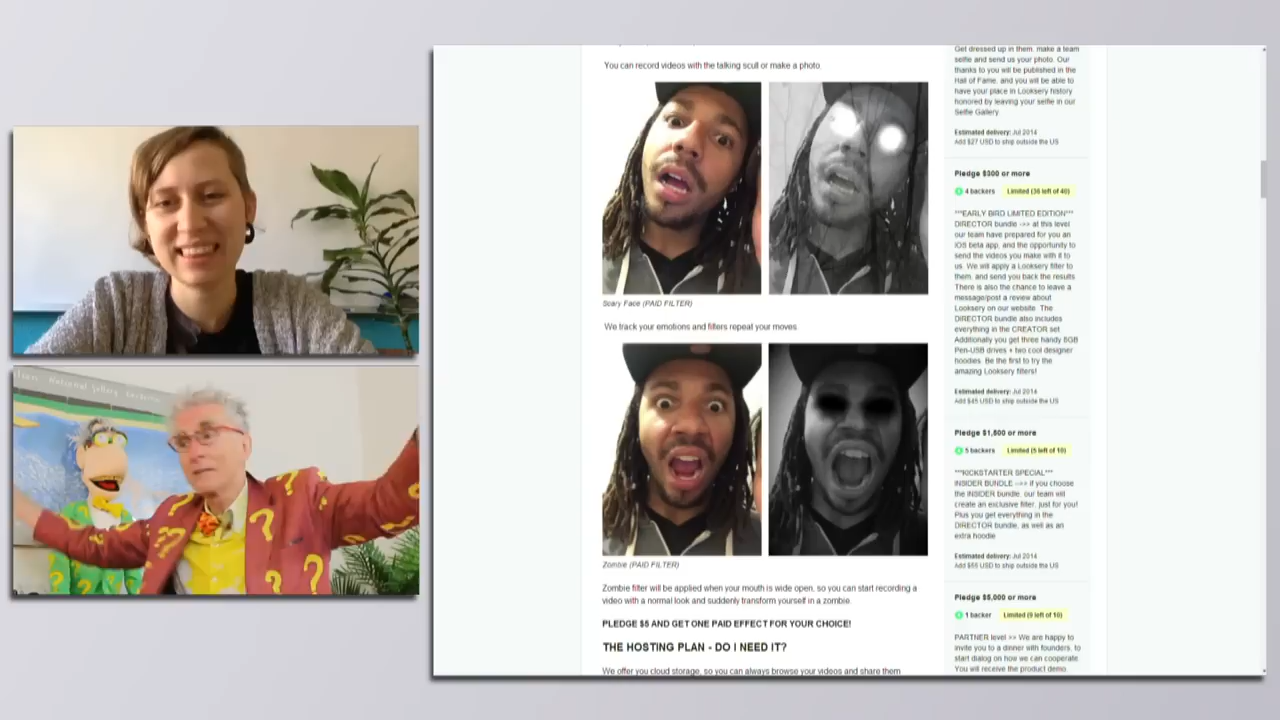 You can record videos with the talking scull or make a photo.
Scary Face (PAID FILTER)
We track your emotions and filters repeat your moves
Zombie (PAID FILTER)
Zombie filter will be applied when your mouth is wide open, so you can start recording a
video with a normal look and suddenly transform yourself in a zombie.
PLEDGE $5 AND GET ONE PAID EFFECT FOR YOUR CHOICE!
THE HOSTING PLAN - DO I NEED IT?
We offer you cloud storage, so you can always browse your videos and share them
Get dressed up in them, make a team
selfie and send us your photo. Our
thanks to you will be published in the
Hall of Fame, and you will be able to
have your place in Looksery history
honored by leaving your selfie in our
Selfie Gallery.
Estimated delivery: Jul 2014
Add $27 USD to ship outside the US
Pledge $300 or more
4 backers Limited (36 left of 40)
***EARLY BIRD LIMITED EDITION***
DIRECTOR bundle ->> at this level
our team have prepared for you an
iOS beta app, and the opportunity to
send the videos you make with it to
us. We will apply a Looksery filter to
them, and send you back the results.
There is also the chance to leave a
message/post a review about
Looksery on our website. The
DIRECTOR bundle also includes
everything in the CREATOR set.
Additionaly you get three handy 8GB
Pen-USB drives + two cool designer
hoodies. Be the first to try the
amazing Looksery filters!
Estimated delivery: Jul 2014
Add $45 USD to ship outside the US
Pledge $1,500 or more
5 backers Limited (5 left of 10)
***KICKSTARTER SPECIAL***
INSIDER BUNDLE ->> if you choose
the INSIDER bundle, our team will
create an exclusive filter, just for you!
Plus you get everything in the
DIRECTOR bundle, as well as an
extra hoodie
Estimated delivery: Jul 2014
Add $55 USD to ship outside the US
Pledge $5,000 or more
1 backer Limited (9 left of 10)
PARTNER level >> We are happy to
invite you to a dinner with founders, to
start dialog on how we can cooperate.
You will receive the product demo,